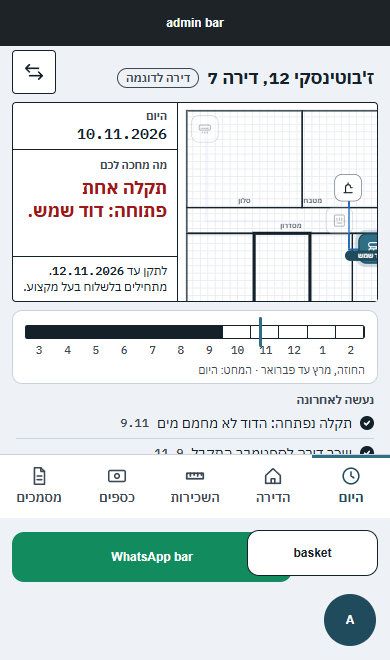 admin bar
ז'בוטינסקי 12, דירה 7
דירה לדוגמה
היום
10.11.2026
מה מחכה לכם
תקלה אחת
פתוחה: דוד שמש.
לתקן עד 12.11.2026.
מתחילים בלשלוח בעל מקצוע.
סלון
מטבח
מסדרון
שמש
3 4 5 6 7 8 9 10 11 12 1 2
החוזה, מרץ עד פברואר · המחט: היום
נעשה לאחרונה
תקלה נפתחה: הדוד לא מחמם מים 9.11
היום
הדירה
השכירות
כספים
מסמכים
WhatsApp bar
basket
A